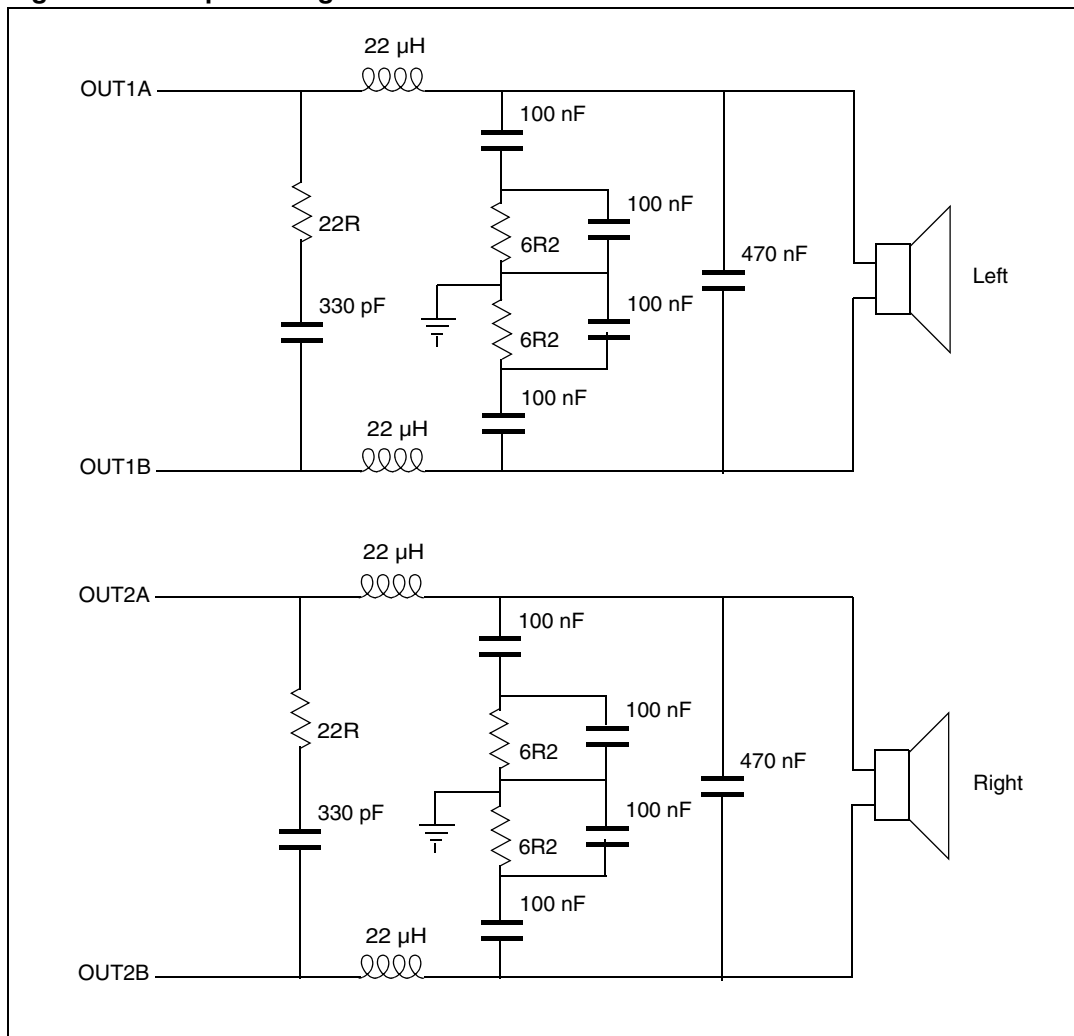 22 µH
OUT1A
100 nF
100 nF
22R
6R2
470 nF
Left
330 pF
100 nF
6R2
100 nF
22 µH
OUT1B
22 µH
OUT2A
100 nF
100 nF
22R
6R2
470 nF
Right
330 pF
100 nF
6R2
100 nF
22 µH
OUT2B